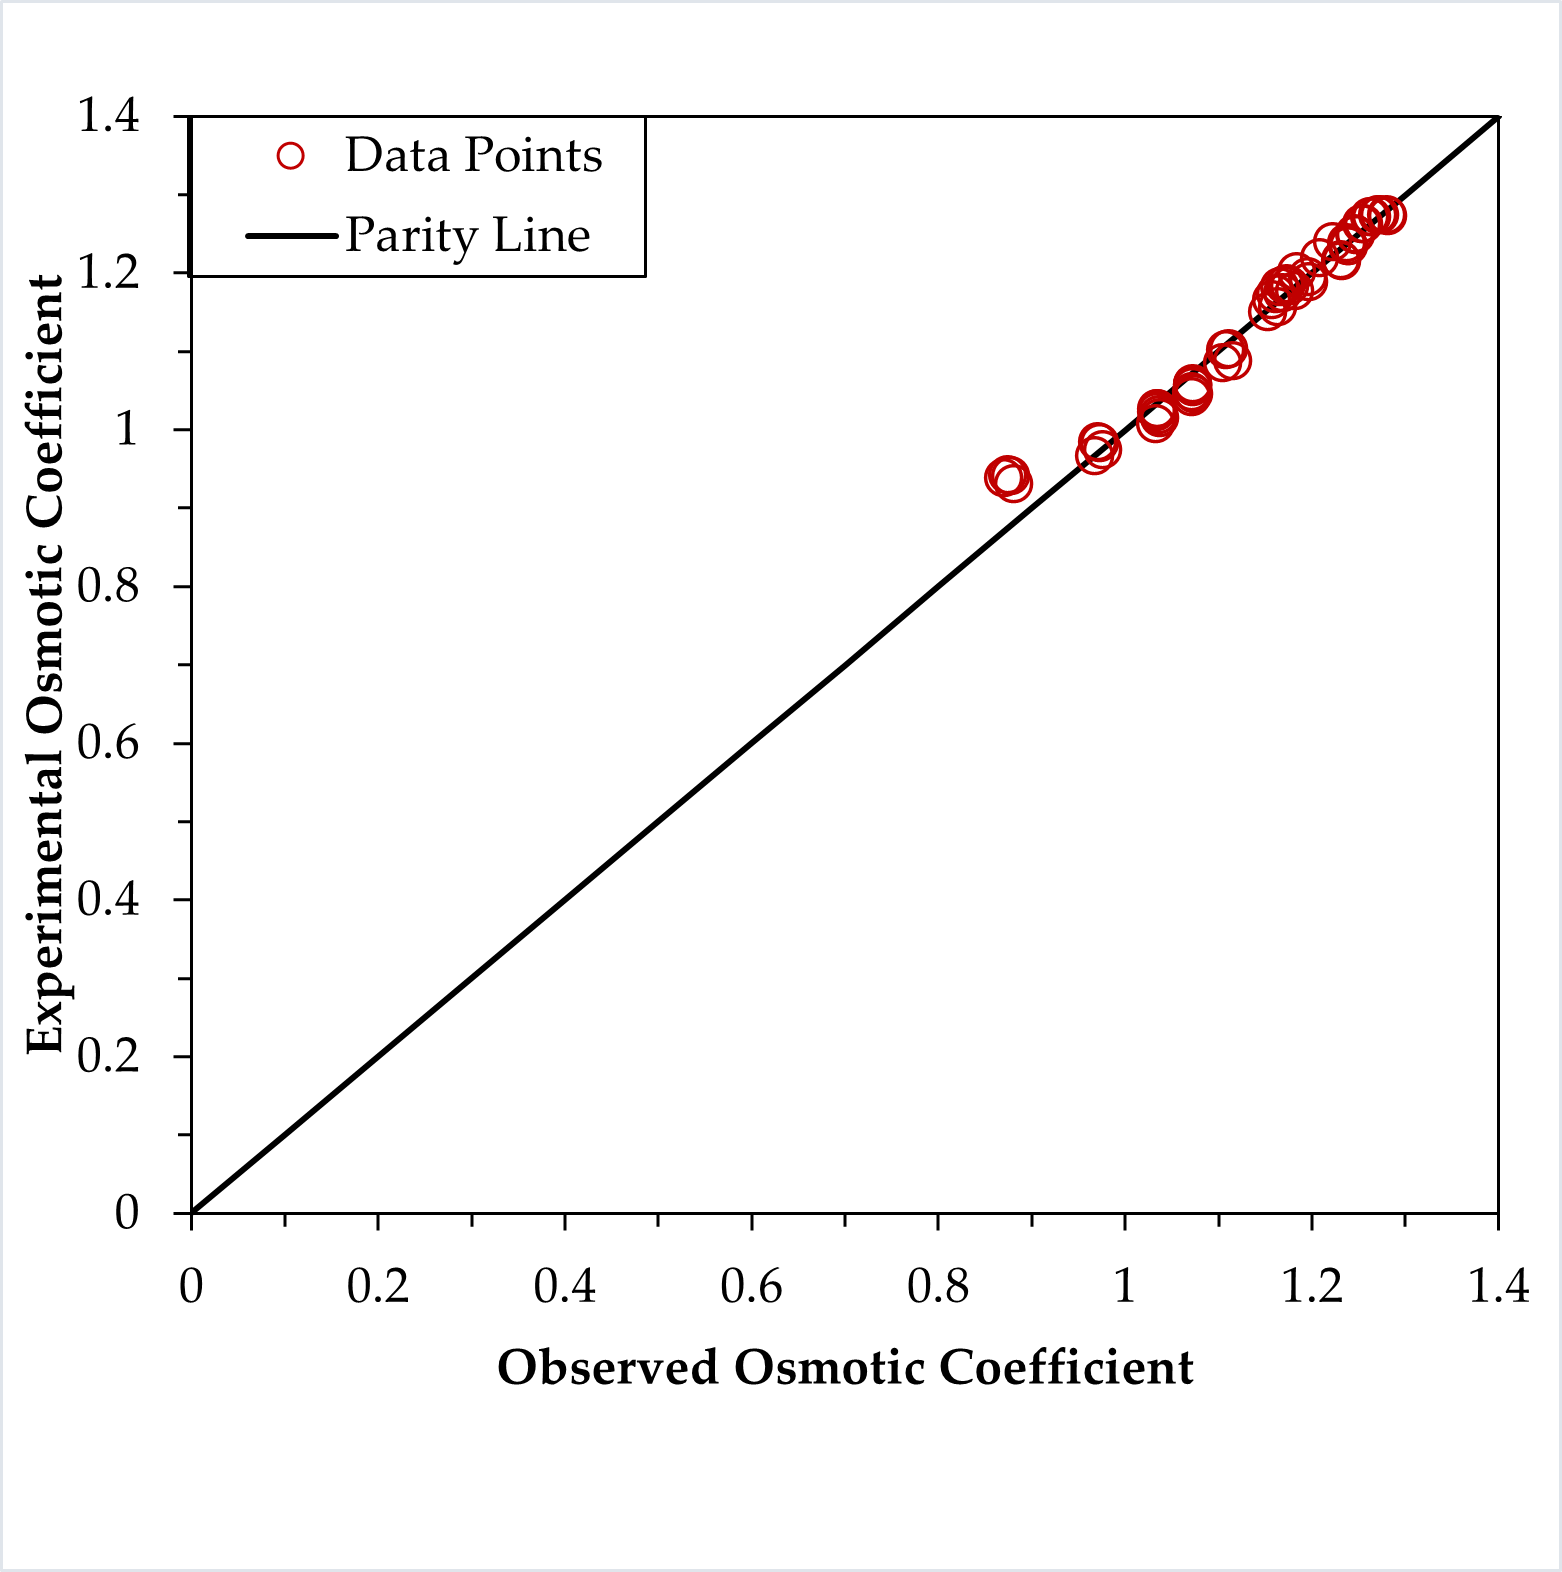 Data Points
Parity Line
Experimental Osmotic Coefficient
1.4
1.2
1
0.8
0.6
0.4
0.2
0
0 0.2 0.4 0.6 0.8 1 1.2 1.4
Observed Osmotic Coefficient